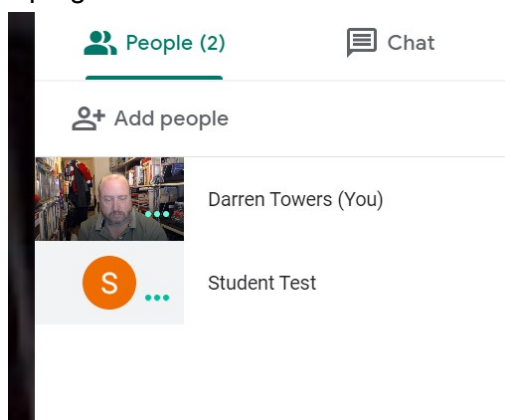 People (2) Chat
Add people
Darren Towers (You)
S Student Test